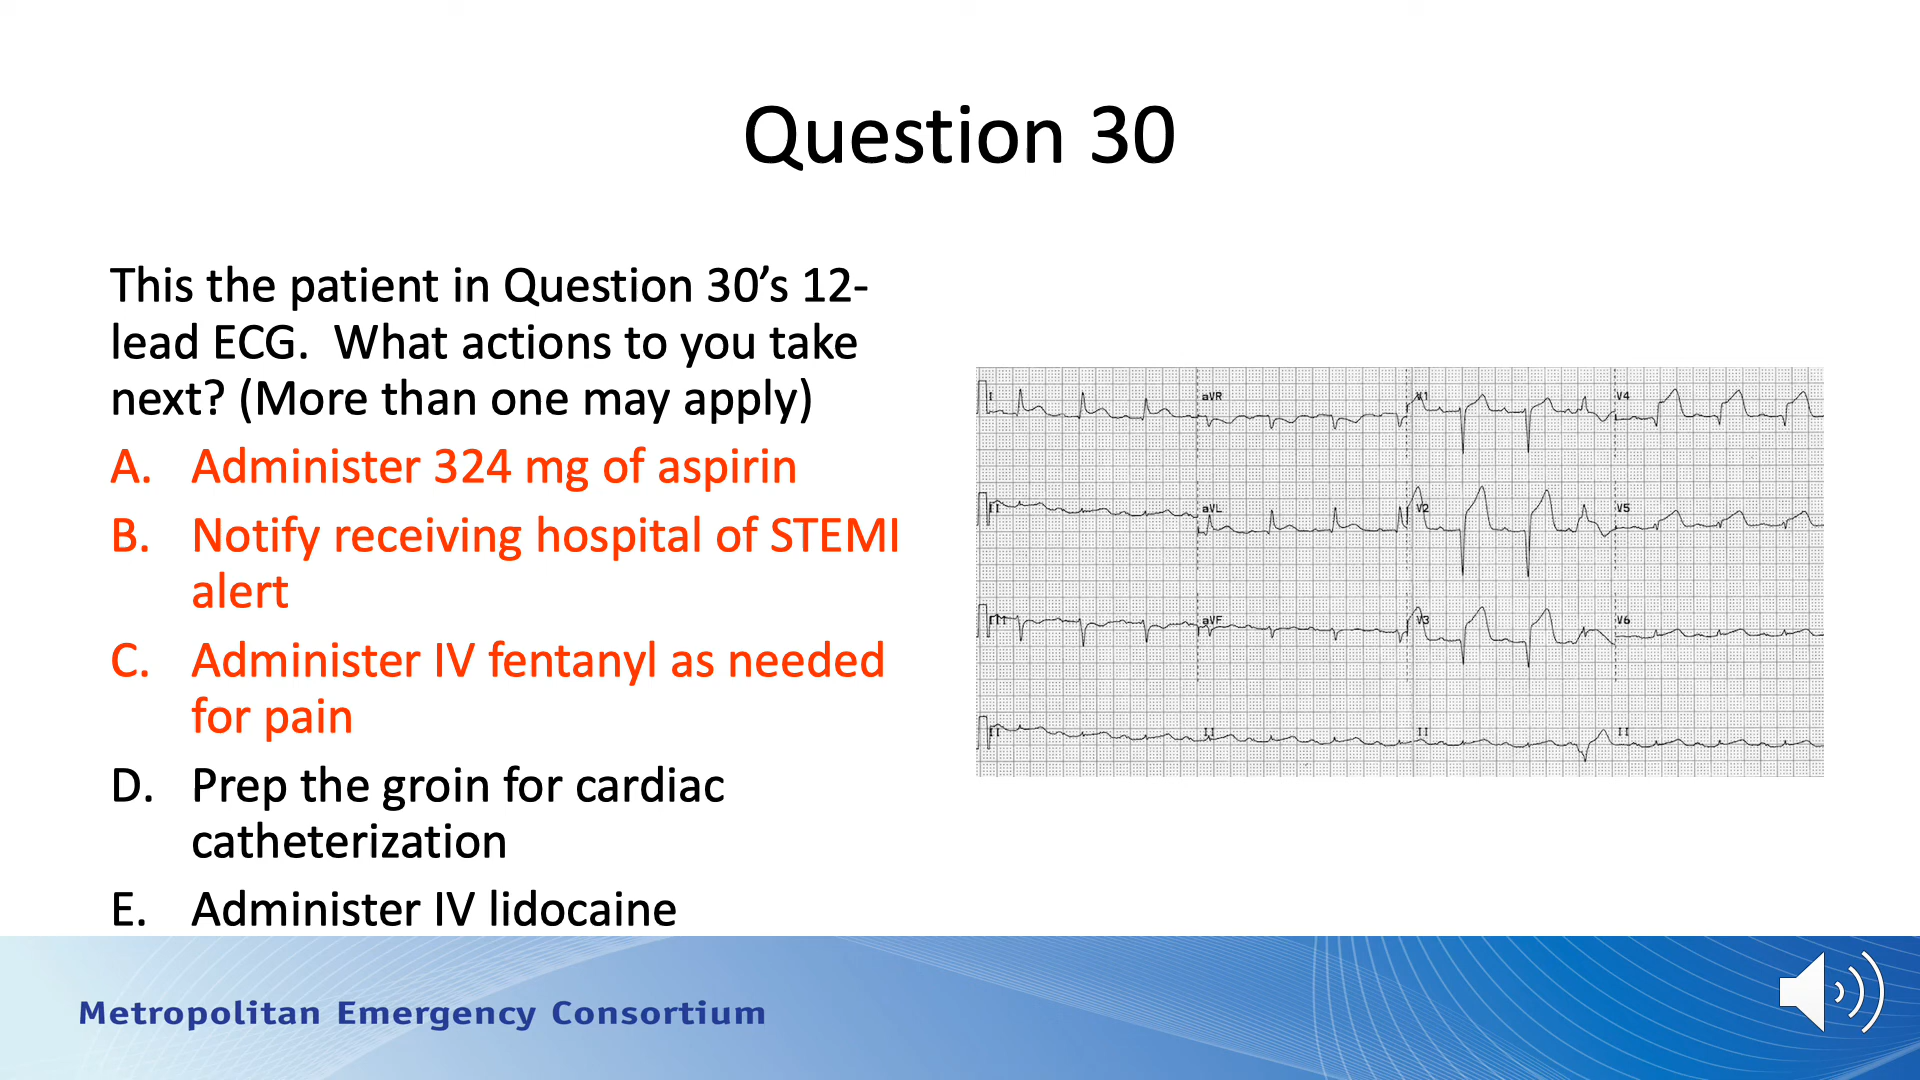 Question 30
This the patient in Question 30’s 12-
lead ECG.  What actions to you take
next? (More than one may apply)
A. Administer 324 mg of aspirin
B. Notify receiving hospital of STEMI
alert
C. Administer IV fentanyl as needed
for pain
D. Prep the groin for cardiac
catheterization
E. Administer IV lidocaine
I aVR V1 V4
II aVL V2 V5
III aVF V3 V6
II II II II
Metropolitan Emergency Consortium